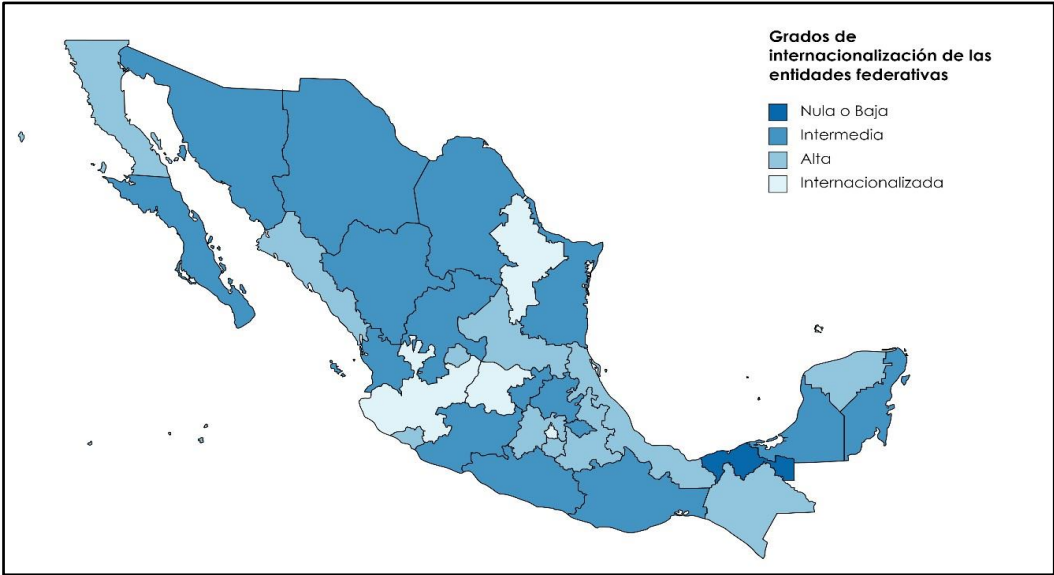 Grados de
internacionalización de las
entidades federativas
Nula o Baja
Intermedia
Alta
Internacionalizada